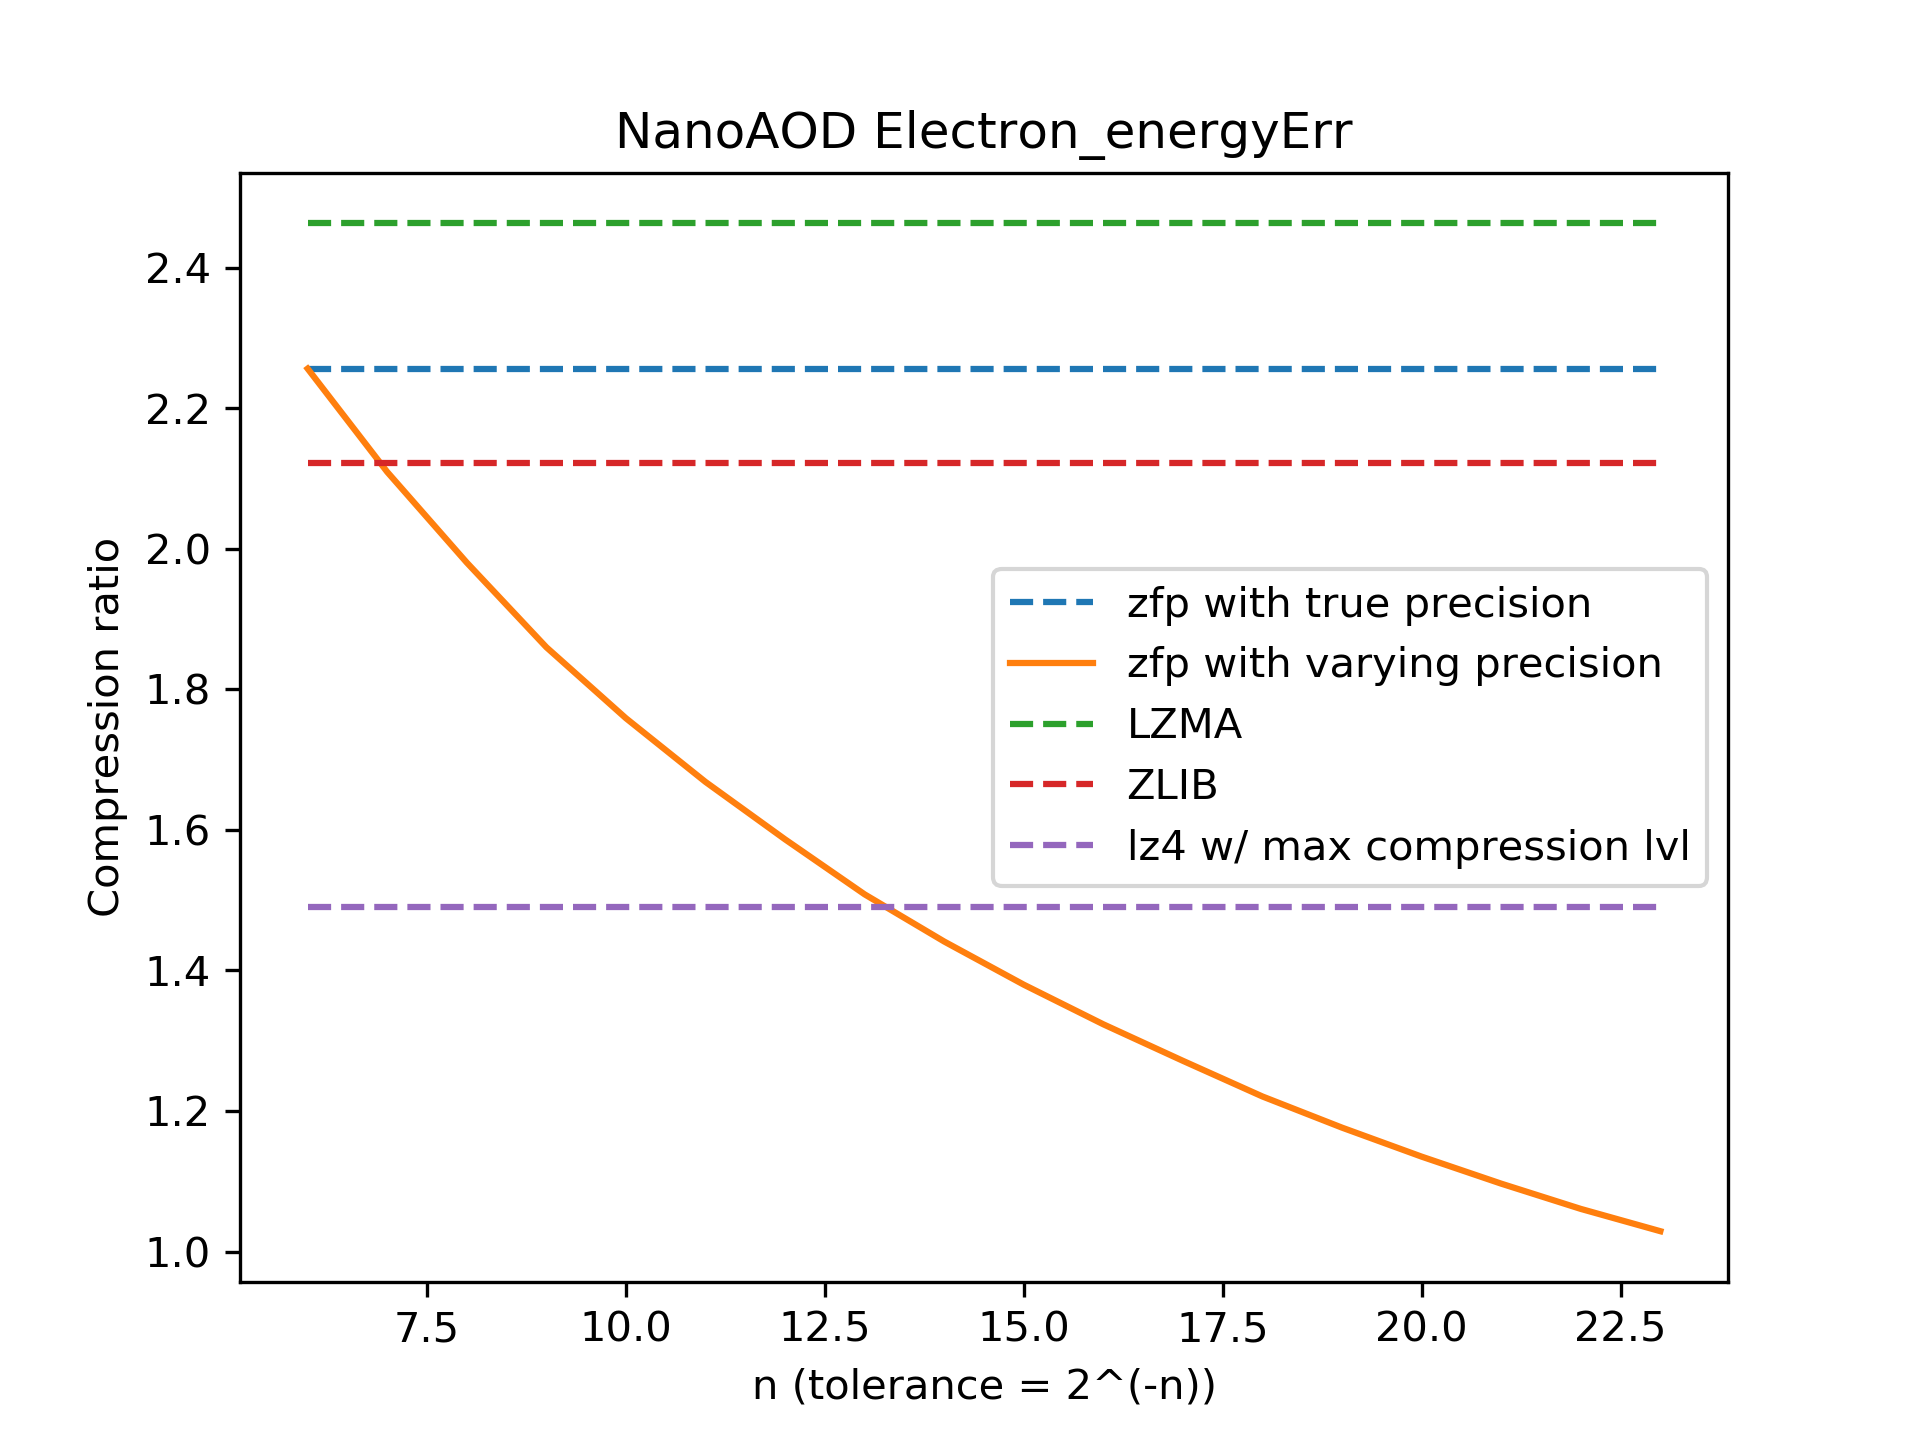 NanoAOD Electron_energyErr
Compression ratio
2.4
2.2
2.0
1.8
1.6
1.4
1.2
1.0
zfp with true precision
zfp with varying precision
LZMA
ZLIB
lz4 w/ max compression lvl
7.5 10.0 12.5 15.0 17.5 20.0 22.5
n (tolerance = 2^(-n))